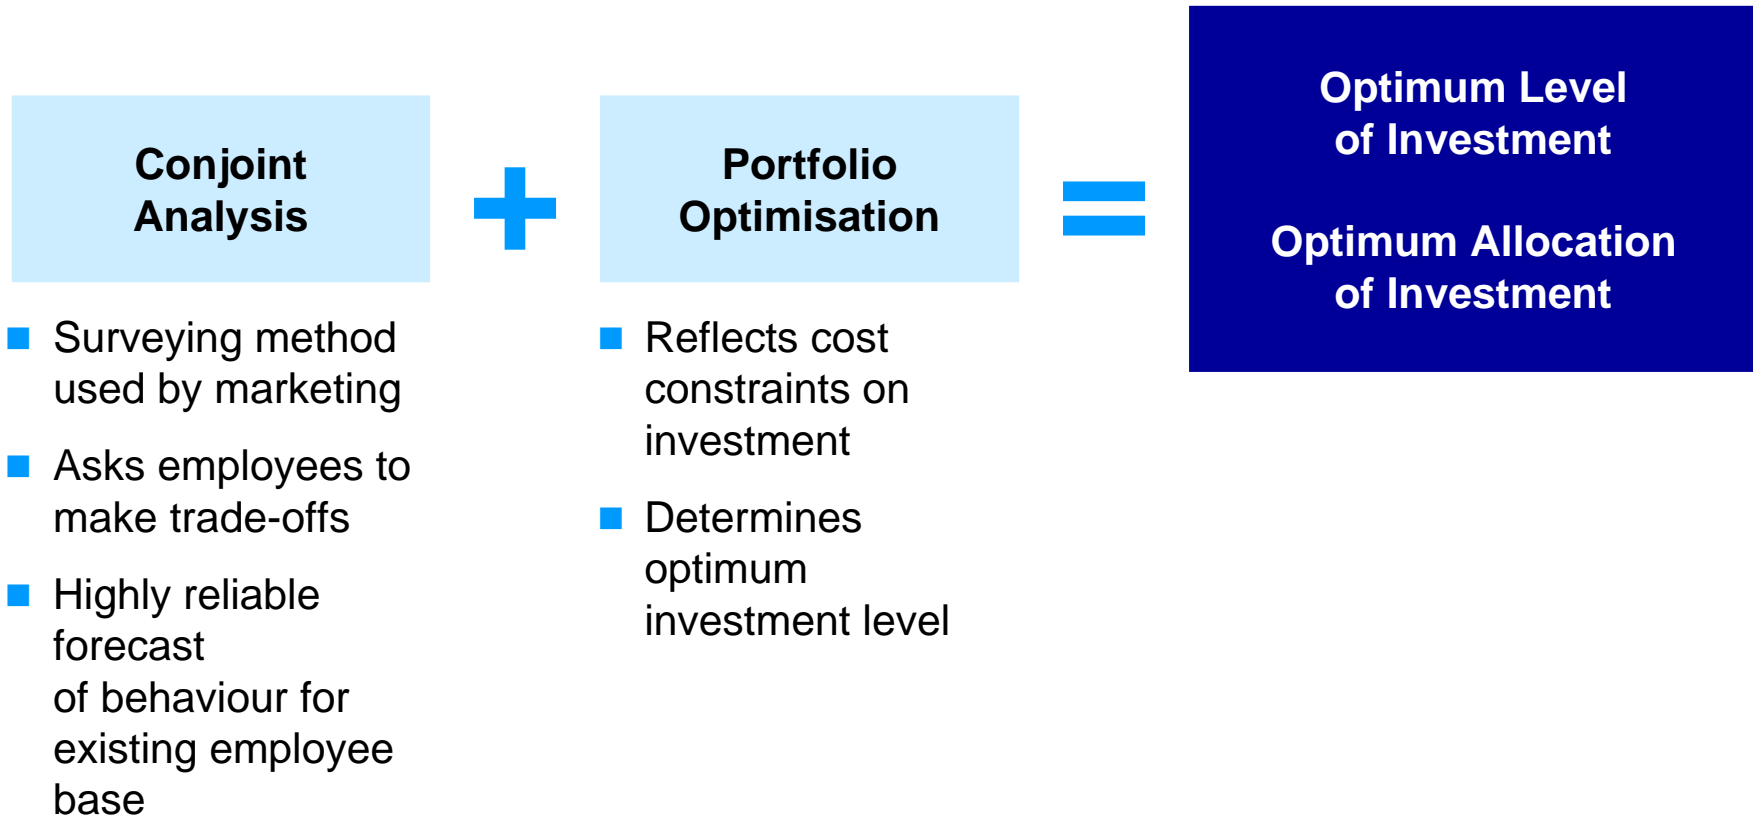 Conjoint
Analysis
Surveying method
used by marketing
Asks employees to
make trade-offs
Highly reliable
forecast
of behaviour for
existing employee
base
+
Portfolio
Optimisation
Reflects cost
constraints on
investment
Determines
optimum
investment level
=
Optimum Level
of Investment
Optimum Allocation
of Investment